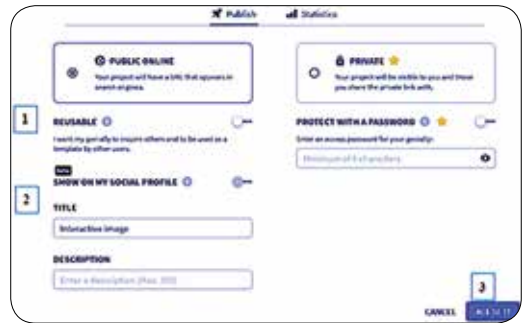 Publish Statistics
PUBLIC ONLINE
Your project will have a URL that appears in
search engines.
PRIVATE
Your project will be visible to you and those
you share the private link with.
1
REUSABLE
I want my genially to inspire others and to be used as a
template by other users.
PROTECT WITH A PASSWORD
Enter an access password for your genially:
Minimum of 6 characters
SHOW ON MY SOCIAL PROFILE
2
TITLE
Interactive image
DESCRIPTION
Enter a description (Max.
3
CANCEL